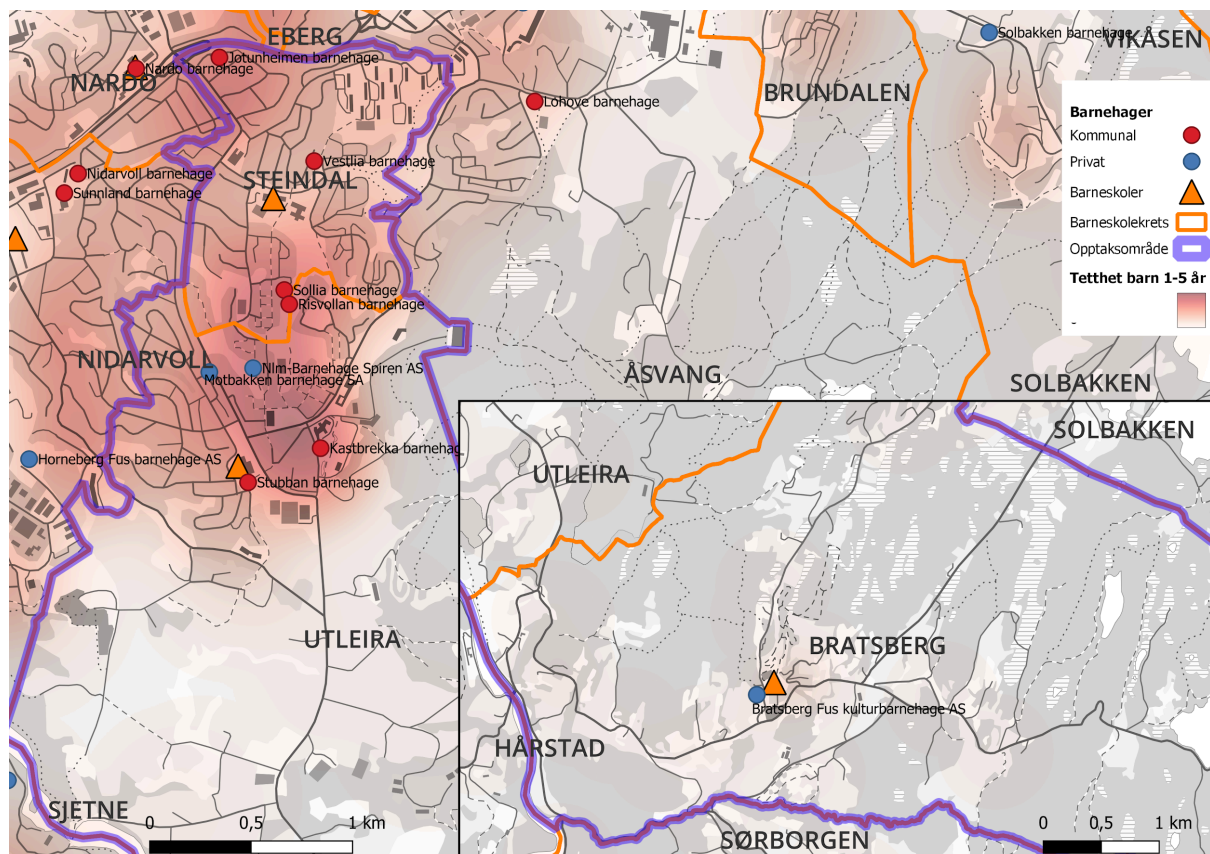 EBERG
Jotunheimen barnehage
Nardo barnehage
NARDO
Solbakken barnehage
VIKÅSEN
Lohove barnehage
BRUNDALEN
Barnehager
Kommunal
Privat
Barneskoler
Barneskolekrets
Opptaksområde
Tetthet barn 1-5 år
-
Vestlia barnehage
Nidarvoll barnehage
STEINDAL
Sunnland barnehage
Sollia barnehage
Risvollan barnehage
NIDARVOLL
Nlm-Barnehage Spiren AS
Motbakken barnehage SA
ÅSVANG
SOLBAKKEN
Kastbrekka barnehag
Horneberg Fus barnehage AS
Stubban barnehage
UTLEIRA
SJETNE
0 0,5 1 km
SOLBAKKEN
UTLEIRA
BRATSBERG
Bratsberg Fus kulturbarnehage AS
HÅRSTAD
SØRBORGEN
0 0,5 1 km